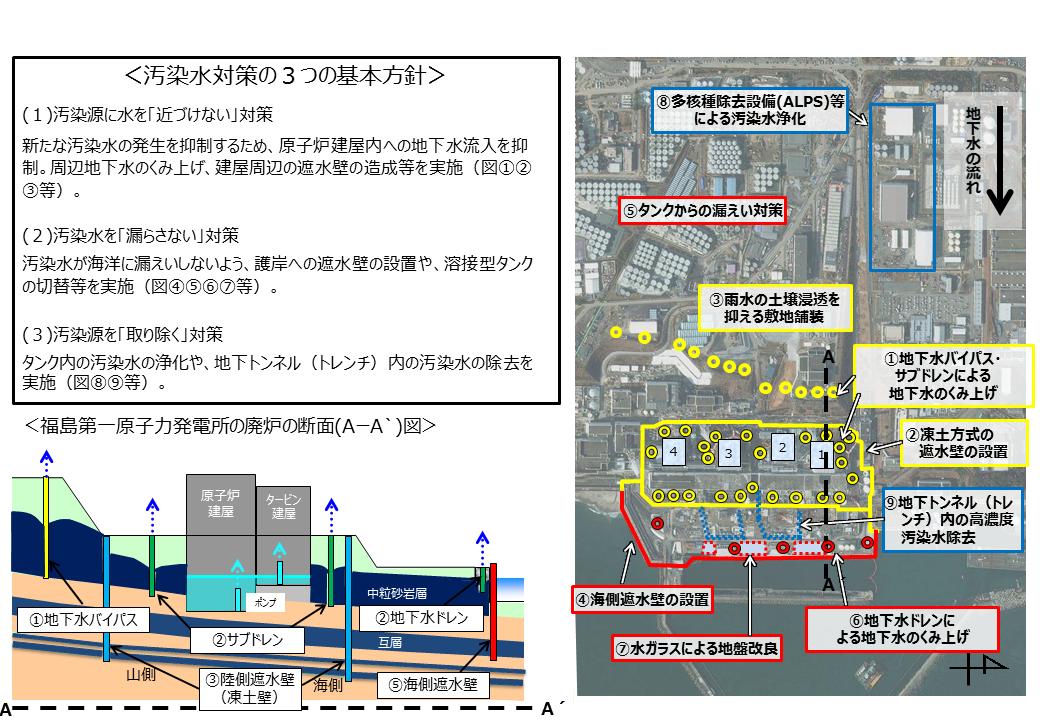 ＜汚染水対策の３つの基本方針＞
(１)汚染源に水を｢近づけない｣対策
新たな汚染水の発生を抑制するため、原子炉建屋内への地下水流入を抑
制。周辺地下水のくみ上げ、建屋周辺の遮水壁の造成等を実施（図①②
③等）。
(２)汚染水を｢漏らさない｣対策
汚染水が海洋に漏えいしないよう、護岸への遮水壁の設置や、溶接型タンク
の切替等を実施（図④⑤⑥⑦等）。
(３)汚染源を｢取り除く｣対策
タンク内の汚染水の浄化や、地下トンネル（トレンチ）内の汚染水の除去を
実施（図⑧⑨等）。
＜福島第一原子力発電所の廃炉の断面(A－A`)図＞
原子炉
建屋
タービン
建屋
ポンプ
中粒砂岩層
互層
①地下水バイパス
②サブドレン
②地下水ドレン
③陸側遮水壁
（凍土壁）
⑤海側遮水壁
山側
海側
A
A´
⑧多核種除去設備(ALPS)等
による汚染水浄化
地下水の流れ
⑤タンクからの漏えい対策
③雨水の土壌浸透を
抑える敷地舗装
A
①地下水バイパス･
サブドレンによる
地下水のくみ上げ
②凍土方式の
遮水壁の設置
4
3
2
1
⑨地下トンネル（トレ
ンチ）内の高濃度
汚染水除去
A
④海側遮水壁の設置
⑥地下水ドレンに
よる地下水のくみ上げ
⑦水ガラスによる地盤改良